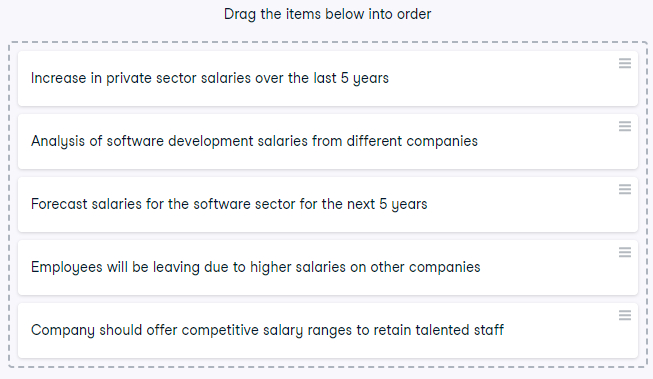 Drag the items below into order
Increase in private sector salaries over the last 5 years
Analysis of software development salaries from different companies
Forecast salaries for the software sector for the next 5 years
Employees will be leaving due to higher salaries on other companies
Company should offer competitive salary ranges to retain talented staff